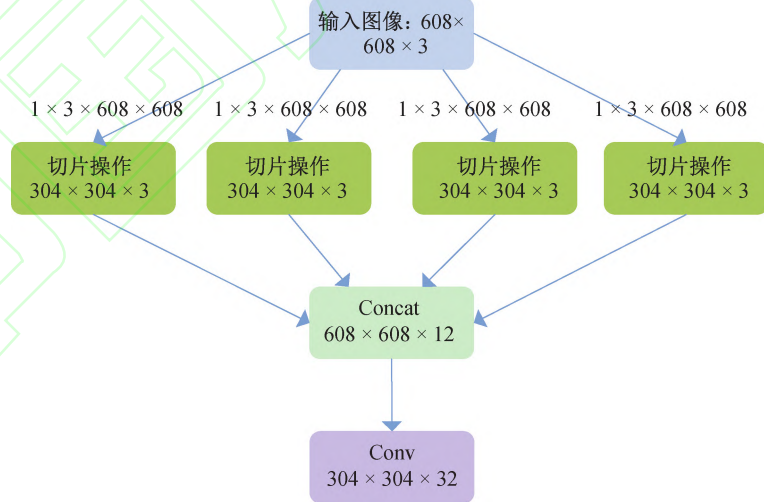 输入图像：608×
608 × 3
1 × 3 × 608 × 608
1 × 3 × 608 × 608
1 × 3 × 608 × 608
1 × 3 × 608 × 608
切片操作
304 × 304 × 3
切片操作
304 × 304 × 3
切片操作
304 × 304 × 3
切片操作
304 × 304 × 3
Concat
608 × 608 × 12
Conv
304 × 304 × 32